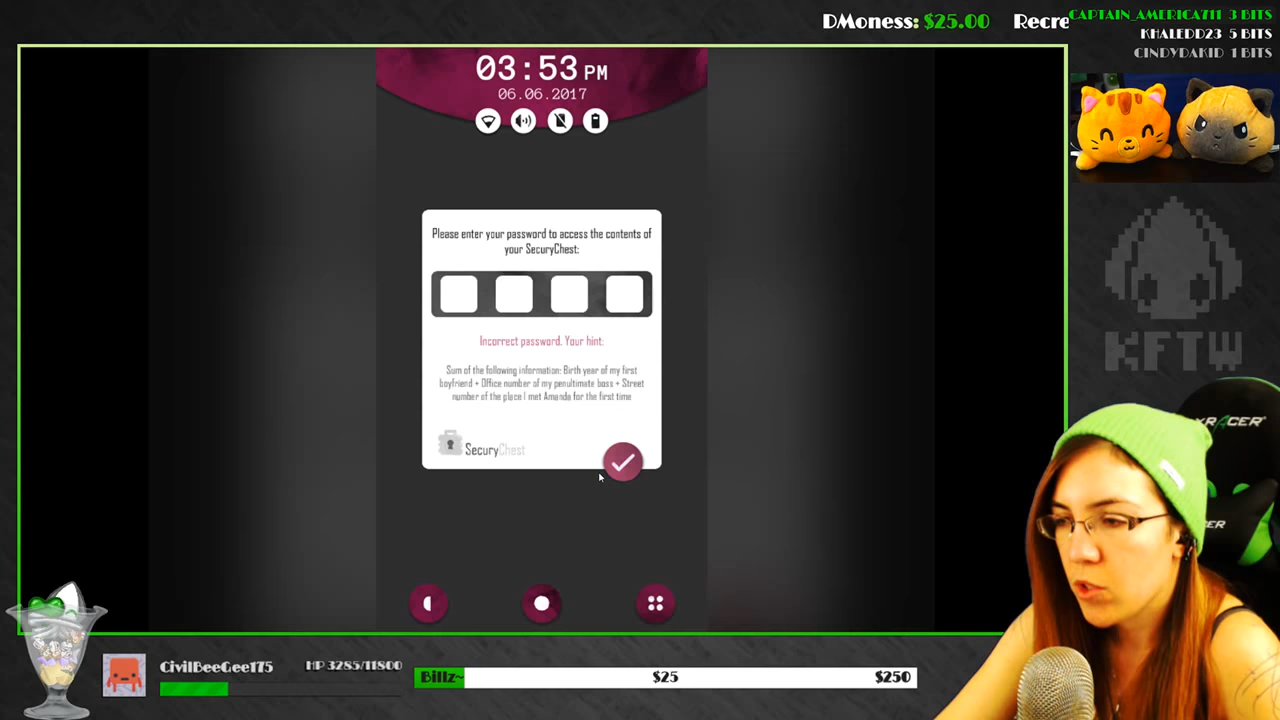 DMoness: $25.00 Recre
CAPTAIN_AMERICA711 3 BITS
KHALEDD23 5 BITS
CINDYDAKID 1 BITS
03:53 PM
06.06.2017
Please enter your password to access the contents of
your SecuryChest:
Incorrect password. Your hint:
Sum of the following information: Birth year of my first
boyfriend + Office number of my penultimate boss + Street
number of the place I met Amanda for the first time
SecuryChest
KFTW
XRACER
CER
CivilBeeGee175 HP 3285/11800
Billz~ $25 $250